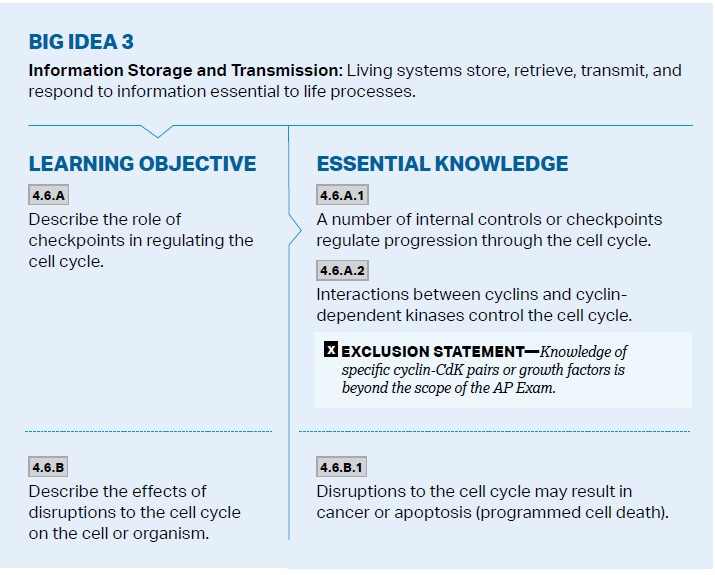 BIG IDEA 3
Information Storage and Transmission: Living systems store, retrieve, transmit, and
respond to information essential to life processes.
LEARNING OBJECTIVE
4.6.A
Describe the role of
checkpoints in regulating the
cell cycle.
ESSENTIAL KNOWLEDGE
4.6.A.1
A number of internal controls or checkpoints
regulate progression through the cell cycle.
4.6.A.2
Interactions between cyclins and cyclin-
dependent kinases control the cell cycle.
X EXCLUSION STATEMENT—Knowledge of
specific cyclin-CdK pairs or growth factors is
beyond the scope of the AP Exam.
4.6.B
Describe the effects of
disruptions to the cell cycle
on the cell or organism.
4.6.B.1
Disruptions to the cell cycle may result in
cancer or apoptosis (programmed cell death).